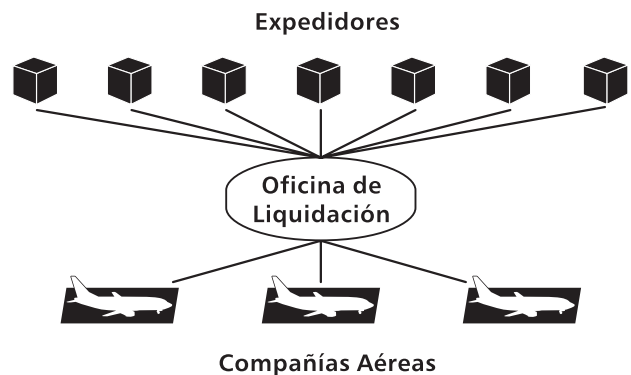 Expedidores
Oficina de
Liquidación
Compañías Aéreas